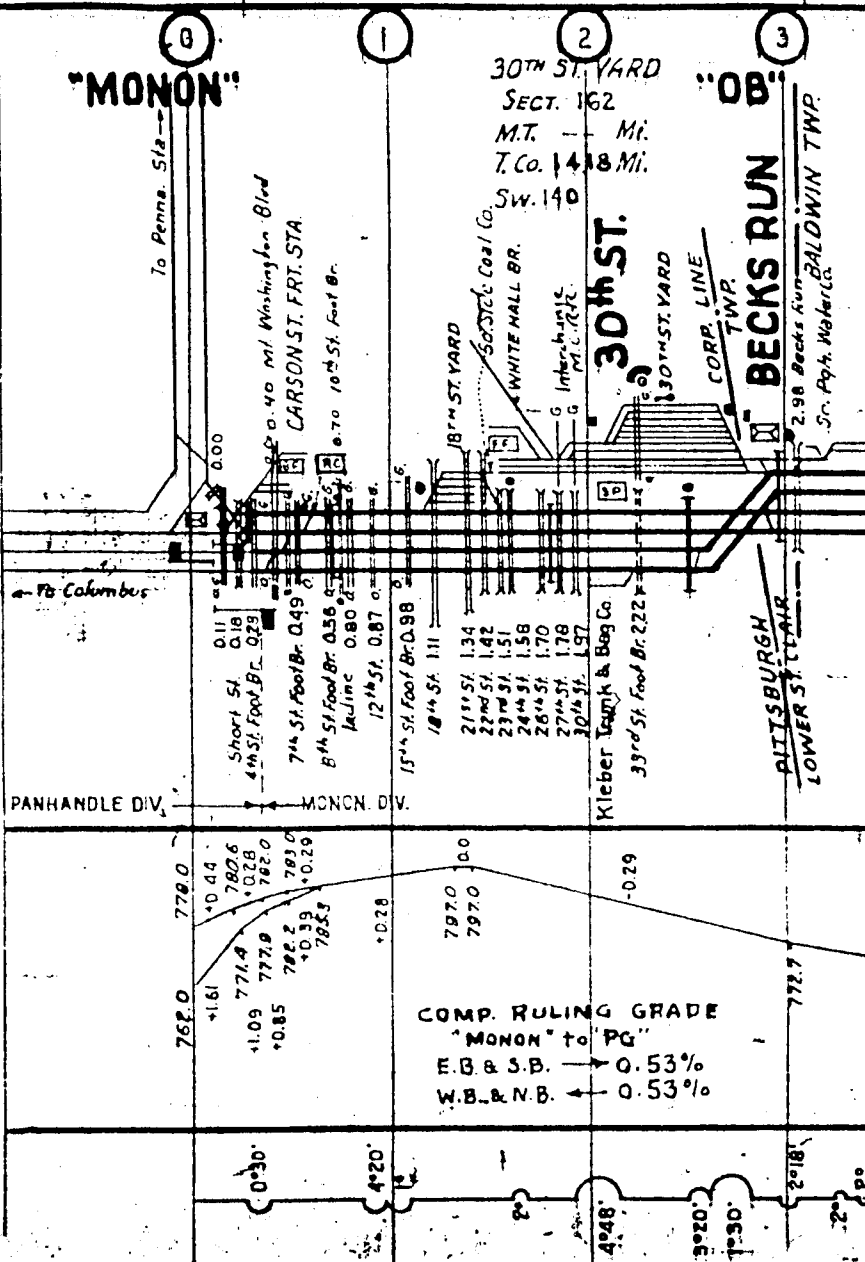 0
1
2
3
"MONON"
30TH ST. YARD
SECT. 162
M.T. -- Mi.
T.Co. 14.18 Mi.
Sw. 140
"OB"
To Penna. Sta
0.40 Mt Washington Blvd
CARSON ST. FRT. STA.
0.70 10th St. Foot Br.
18TH ST. YARD
So. Side Coal Co.
WHITE HALL BR.
Interchange
30th ST.
30TH ST. YARD
CORP. LINE
TWP.
BECKS RUN
2.98 Becks Run
BALDWIN TWP.
So. Pgh. Water Co.
0.00
SP
To Columbus
0.11
0.18
Short St.
4th St. Foot Br. 0.29
7th St. Foot Br. 0.49
8th St. Foot Br. 0.56
Incline 0.80
12th St. 0.87
15th St. Foot Br. 0.98
18th St. 1.11
21st St. 1.34
22nd St. 1.42
23rd St. 1.51
24th St. 1.58
26th St. 1.70
27th St. 1.78
30th St. 1.97
Kleber Trunk & Bag Co.
33rd St. Foot Br. 2.22
PITTSBURGH
LOWER ST. CLAIR
PANHANDLE DIV.
MONON. DIV.
778.0
+0.44
780.6
+0.28
782.0
783.0
+0.29
762.0
+1.61
771.4
+1.09
777.9
+0.85
782.2
+0.39
785.3
+0.28
797.0
797.0
0.0
-0.29
772.7
COMP. RULING GRADE
"MONON" to "PG"
E.B. & S.B. → 0.53%
W.B. & N.B. ← 0.53%
0°30'
4°20'
2°
4°48'
3°20'
1°30'
2°18'
2°